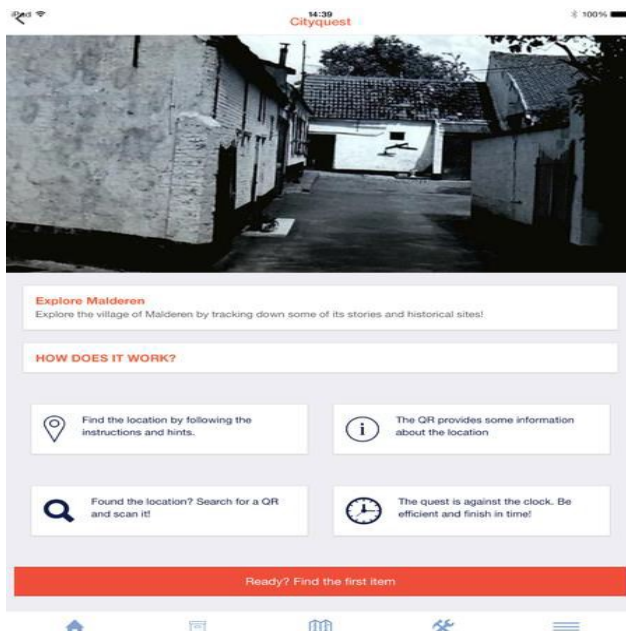 iPad 14:39 100%
Cityquest
Explore Malderen
Explore the village of Malderen by tracking down some of its stories and historical sites!
HOW DOES IT WORK?
Find the location by following the
instructions and hints.
The QR provides some information
about the location
Found the location? Search for a QR
and scan it!
The quest is against the clock. Be
efficient and finish in time!
Ready? Find the first item